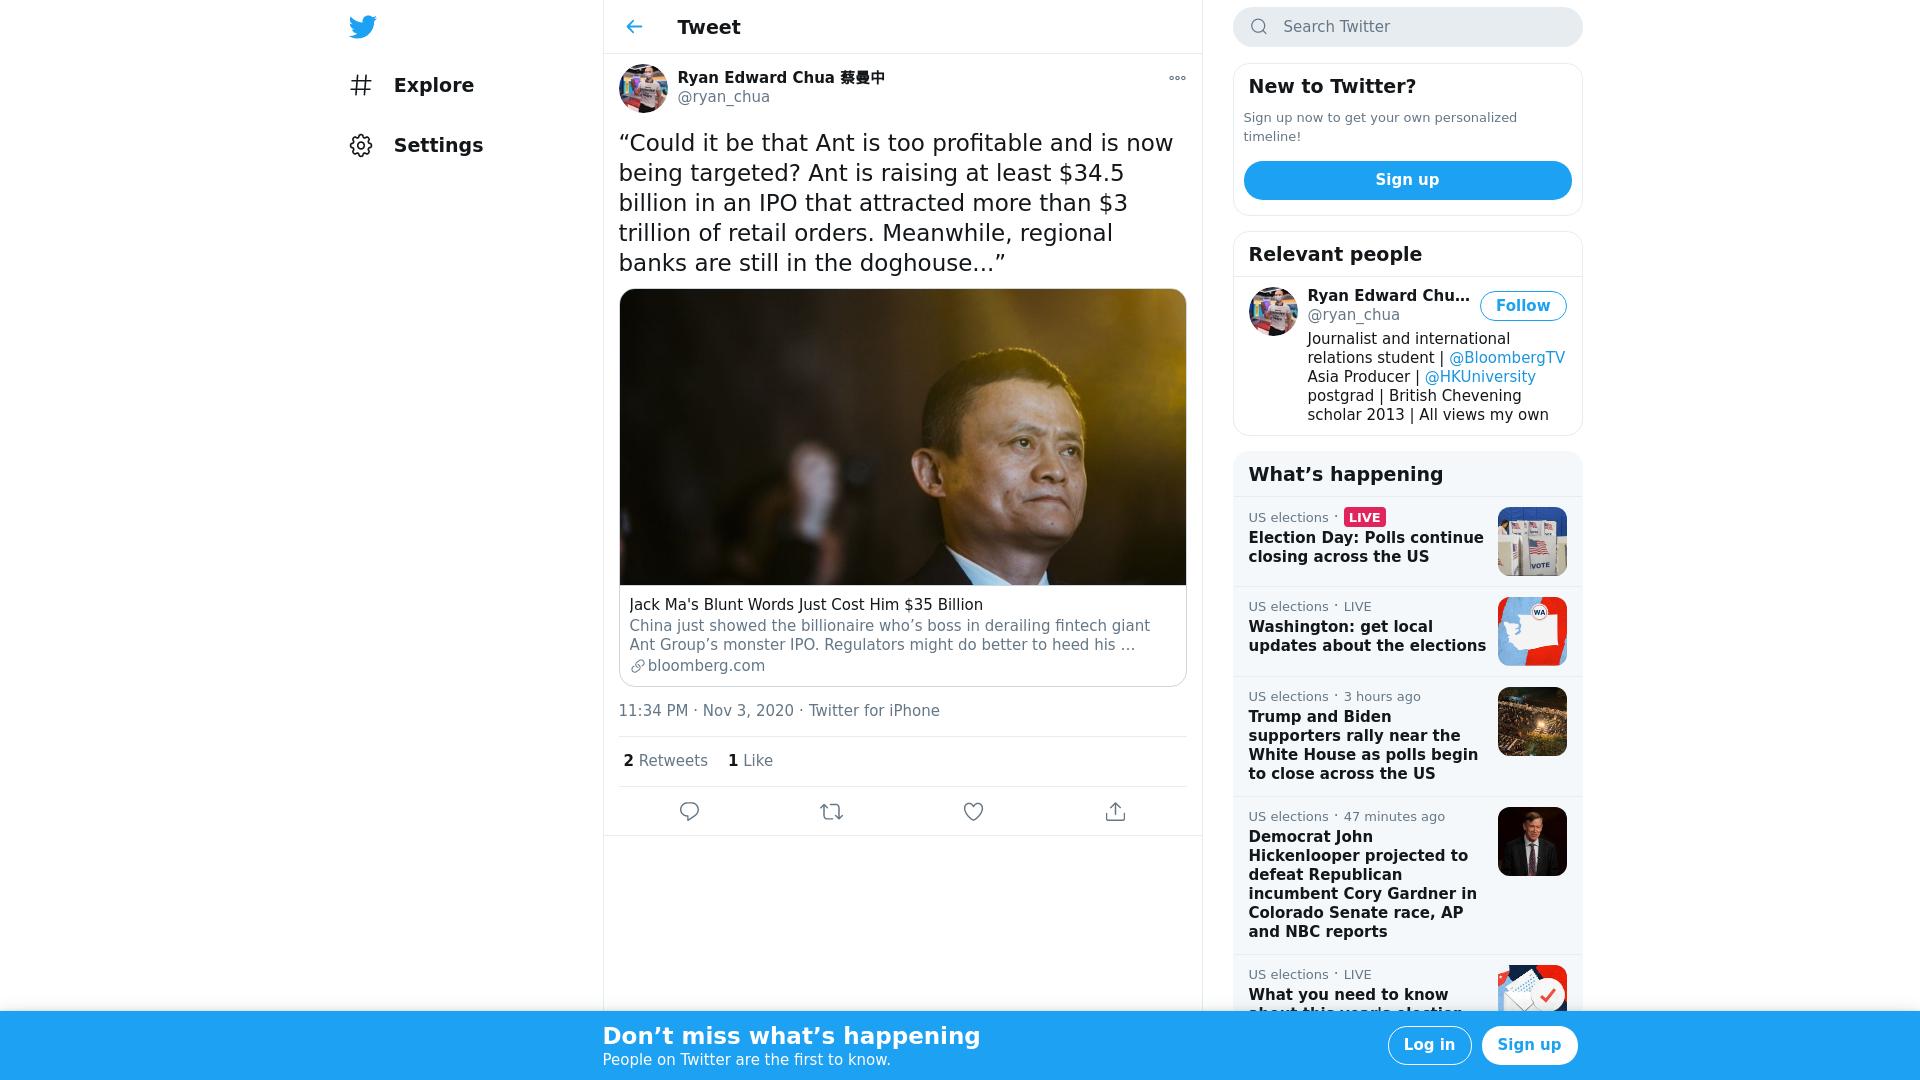 Explore
Settings
Tweet
Ryan Edward Chua 蔡曼中
@ryan_chua
“Could it be that Ant is too profitable and is now
being targeted? Ant is raising at least $34.5
billion in an IPO that attracted more than $3
trillion of retail orders. Meanwhile, regional
banks are still in the doghouse...”
Jack Ma's Blunt Words Just Cost Him $35 Billion
China just showed the billionaire who’s boss in derailing fintech giant
Ant Group’s monster IPO. Regulators might do better to heed his …
bloomberg.com
11:34 PM · Nov 3, 2020 · Twitter for iPhone
2 Retweets 1 Like
Search Twitter
New to Twitter?
Sign up now to get your own personalized
timeline!
Sign up
Relevant people
Ryan Edward Chu...
@ryan_chua
Follow
Journalist and international
relations student | @BloombergTV
Asia Producer | @HKUniversity
postgrad | British Chevening
scholar 2013 | All views my own
What’s happening
US elections · LIVE
Election Day: Polls continue
closing across the US
VOTE
US elections · LIVE
Washington: get local
updates about the elections
WA
US elections · 3 hours ago
Trump and Biden
supporters rally near the
White House as polls begin
to close across the US
US elections · 47 minutes ago
Democrat John
Hickenlooper projected to
defeat Republican
incumbent Cory Gardner in
Colorado Senate race, AP
and NBC reports
US elections · LIVE
What you need to know
about this year's election
Don’t miss what’s happening
People on Twitter are the first to know.
Log in
Sign up